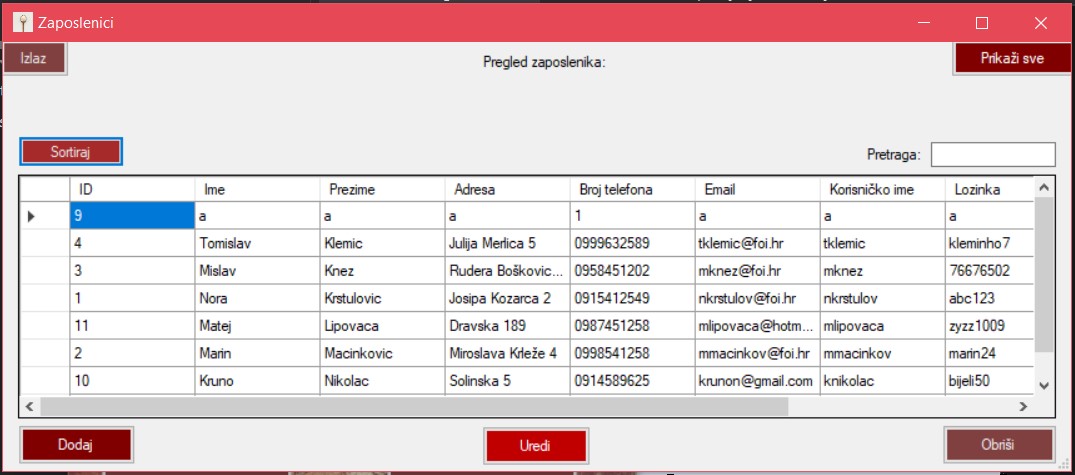 Zaposlenici
Izlaz Pregled zaposlenika: Prikaži sve
Sortiraj Pretraga:
ID Ime Prezime Adresa Broj telefona Email Korisničko ime Lozinka
9 a a a 1 a a a
4 Tomislav Klemic Julija Merlica 5 0999632589 tklemic@foi.hr tklemic kleminho7
3 Mislav Knez Rudera Boškovic... 0958451202 mknez@foi.hr mknez 76676502
1 Nora Krstulovic Josipa Kozarca 2 0915412549 nkrstulov@foi.hr nkrstulov abc123
11 Matej Lipovaca Dravska 189 0987451258 mlipovaca@hotm... mlipovaca zyzz1009
2 Marin Macinkovic Miroslava Krleže 4 0998541258 mmacinkov@foi.hr mmacinkov marin24
10 Kruno Nikolac Solinska 5 0914589625 krunon@gmail.com knikolac bijeli50
Dodaj Uredi Obriši